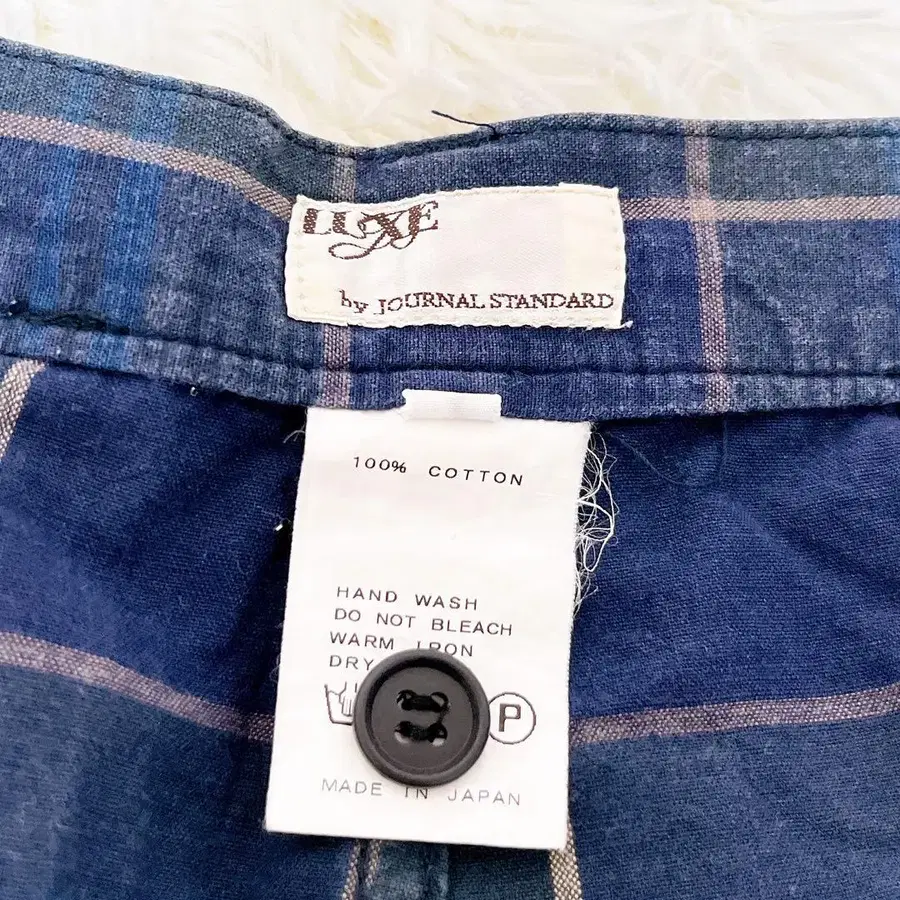 LUXE
by JOURNAL STANDARD
100% COTTON
HAND WASH
DO NOT BLEACH
WARM IRON
DRY
P
MADE IN JAPAN